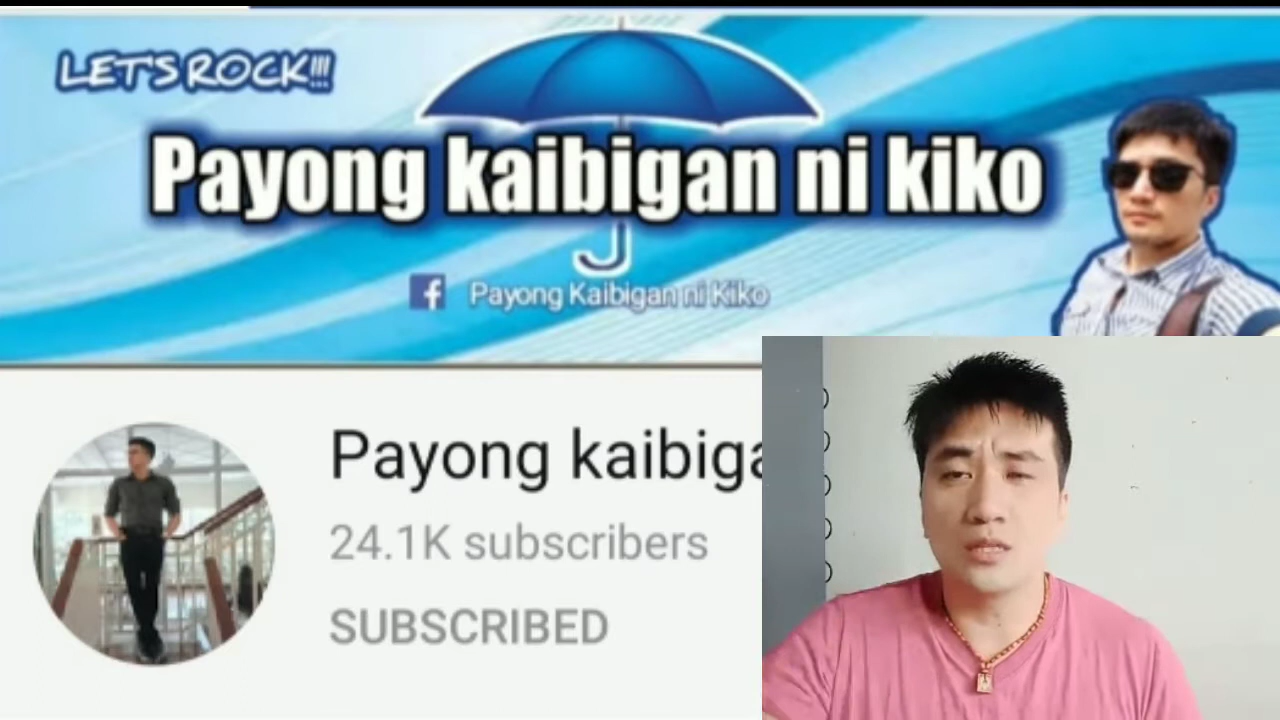 LET'S ROCK!!!
Payong kaibigan ni kiko
f Payong Kaibigan ni Kiko
Payong kaibiga
24.1K subscribers
SUBSCRIBED